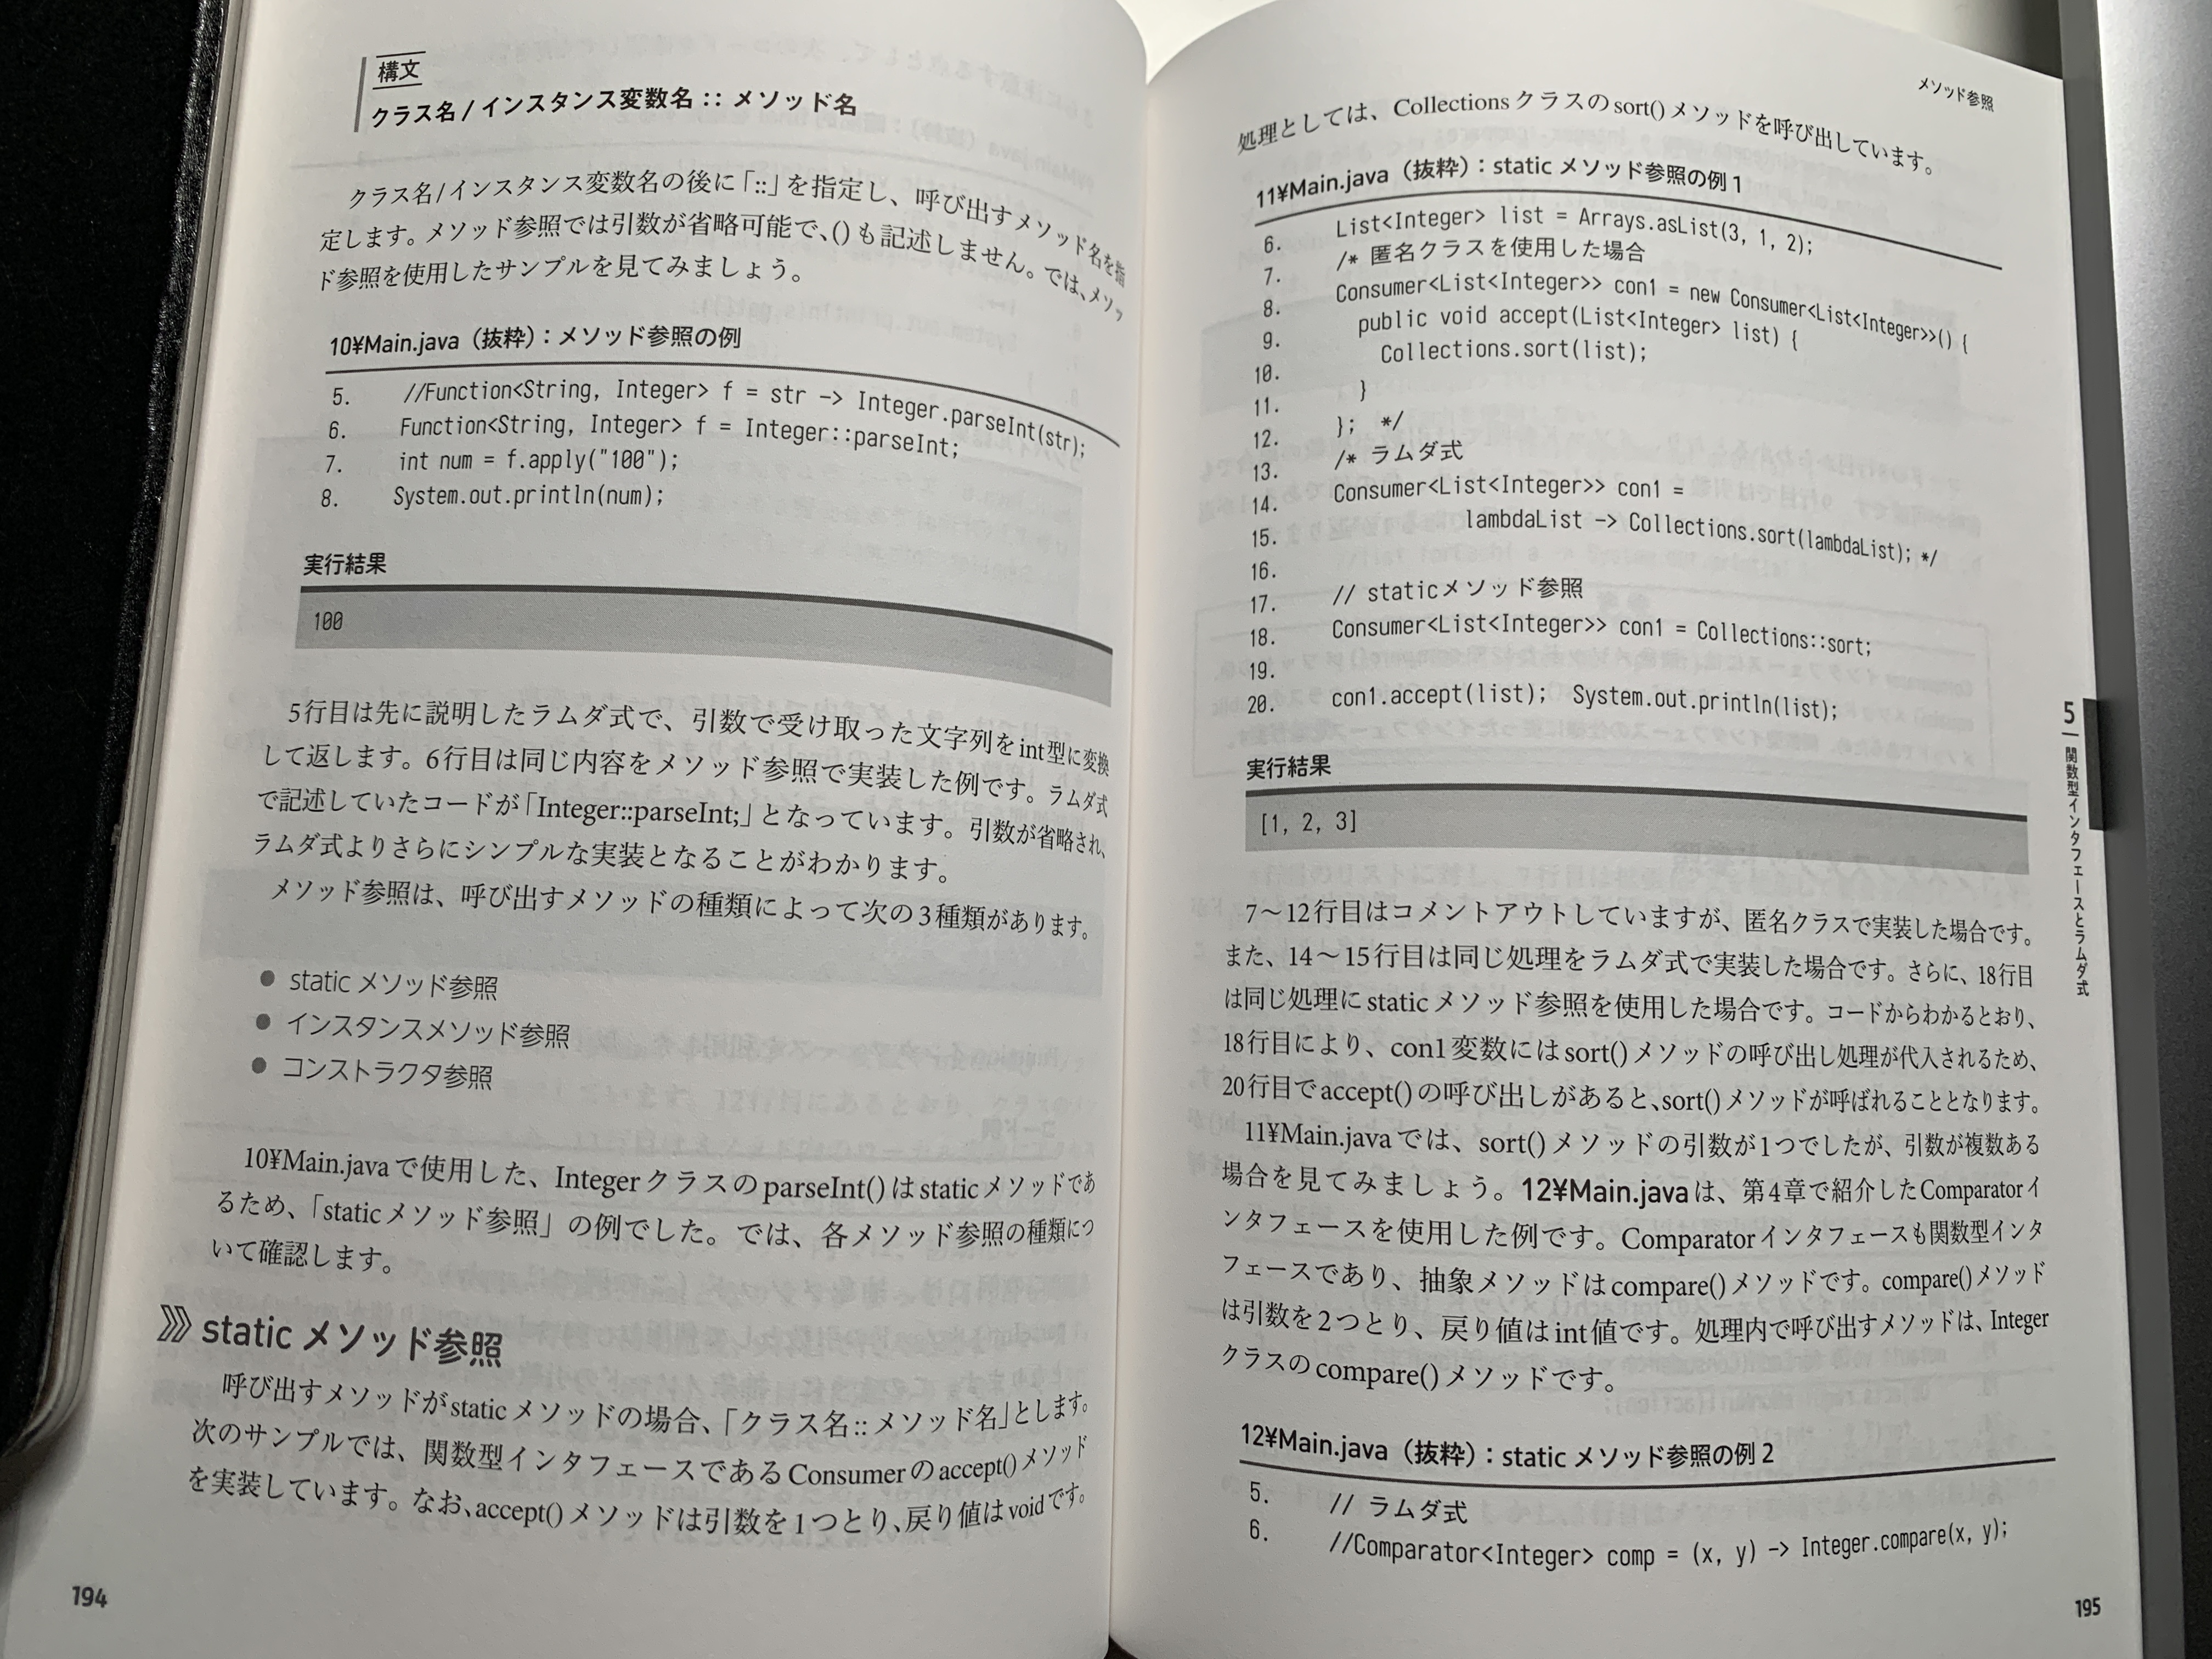 構文
クラス名 / インスタンス変数名 :: メソッド名
クラス名/インスタンス変数名の後に「::」を指定し、呼び出すメソッド名を指
定します。メソッド参照では引数が省略可能で、()も記述しません。では、メソッ
ド参照を使用したサンプルを見てみましょう。
10¥Main.java（抜粋）：メソッド参照の例
5. //Function<String, Integer> f = str -> Integer.parseInt(str);
6. Function<String, Integer> f = Integer::parseInt;
7. int num = f.apply("100");
8. System.out.println(num);
実行結果
100
5行目は先に説明したラムダ式で、引数で受け取った文字列をint型に変換
して返します。6行目は同じ内容をメソッド参照で実装した例です。ラムダ式
で記述していたコードが「Integer::parseInt;」となっています。引数が省略され、
ラムダ式よりさらにシンプルな実装となることがわかります。
メソッド参照は、呼び出すメソッドの種類によって次の3種類があります。
● static メソッド参照
● インスタンスメソッド参照
● コンストラクタ参照
10¥Main.javaで使用した、IntegerクラスのparseInt()はstaticメソッドであ
るため、「staticメソッド参照」の例でした。では、各メソッド参照の種類につ
いて確認します。
static メソッド参照
呼び出すメソッドがstaticメソッドの場合、「クラス名::メソッド名」とします。
次のサンプルでは、関数型インタフェースであるConsumerのaccept()メソッド
を実装しています。なお、accept()メソッドは引数を1つとり、戻り値はvoidです。
194
メソッド参照
処理としては、Collectionsクラスのsort()メソッドを呼び出しています。
11¥Main.java（抜粋）：static メソッド参照の例 1
6. List<Integer> list = Arrays.asList(3, 1, 2);
7. /* 匿名クラスを使用した場合
8. Consumer<List<Integer>> con1 = new Consumer<List<Integer>>() {
9. public void accept(List<Integer> list) {
10. Collections.sort(list);
11. }
12. }; */
13. /* ラムダ式
14. Consumer<List<Integer>> con1 =
15. lambdaList -> Collections.sort(lambdaList); */
16.
17. // staticメソッド参照
18. Consumer<List<Integer>> con1 = Collections::sort;
19.
20. con1.accept(list); System.out.println(list);
実行結果
[1, 2, 3]
7～12行目はコメントアウトしていますが、匿名クラスで実装した場合です。
また、14～15行目は同じ処理をラムダ式で実装した場合です。さらに、18行目
は同じ処理にstaticメソッド参照を使用した場合です。コードからわかるとおり、
18行目により、con1変数にはsort()メソッドの呼び出し処理が代入されるため、
20行目でaccept()の呼び出しがあると、sort()メソッドが呼ばれることとなります。
11¥Main.javaでは、sort()メソッドの引数が1つでしたが、引数が複数ある
場合を見てみましょう。12¥Main.javaは、第4章で紹介したComparatorイ
ンタフェースを使用した例です。Comparatorインタフェースも関数型インタ
フェースであり、抽象メソッドはcompare()メソッドです。compare()メソッド
は引数を2つとり、戻り値はint値です。処理内で呼び出すメソッドは、Integer
クラスのcompare()メソッドです。
12¥Main.java（抜粋）：static メソッド参照の例 2
5. // ラムダ式
6. //Comparator<Integer> comp = (x, y) -> Integer.compare(x, y);
5
関数型インタフェースとラムダ式
195